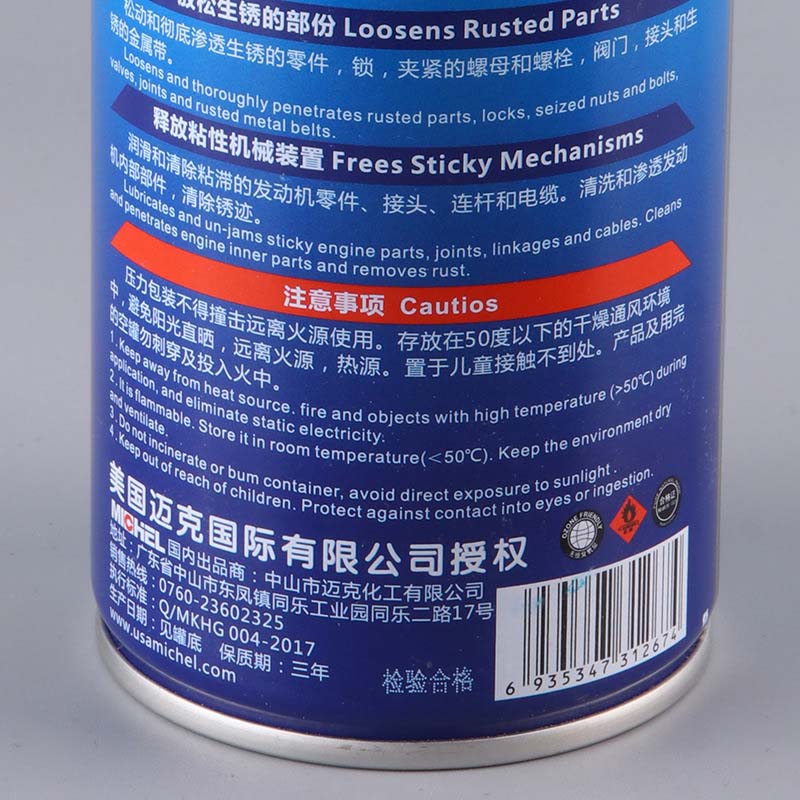 放松生锈的部份 Loosens Rusted Parts
松动和彻底渗透生锈的零件，锁，夹紧的螺母和螺栓，阀门，接头和生
锈的金属带。
Loosens and thoroughly penetrates rusted parts, locks, seized nuts and bolts,
valves, joints and rusted metal belts.
释放粘性机械装置 Frees Sticky Mechanisms
润滑和清除粘滞的发动机零件、接头、连杆和电缆。清洗和渗透发动
机内部部件，清除锈迹。
Lubricates and un-jams sticky engine parts, joints, linkages and cables. Cleans
and penetrates engine inner parts and removes rust.
注意事项 Cautios
压力包装不得撞击远离火源使用。存放在50度以下的干燥通风环境
中，避免阳光直晒，远离火源，热源。置于儿童接触不到处。产品及用完
的空罐勿刺穿及投入火中。
1. Keep away from heat source. fire and objects with high temperature (>50℃) during
application, and eliminate static electricity.
2. It is flammable. Store it in room temperature(<50℃). Keep the environment dry
and ventilate.
3. Do not incinerate or bum container, avoid direct exposure to sunlight.
4. Keep out of reach of children. Protect against contact into eyes or ingestion.
美国迈克国际有限公司授权
MICHEL 国内出品商：中山市迈克化工有限公司
地址：广东省中山市东凤镇同乐工业园同乐二路17号
销售热线：0760-23602325
执行标准：Q/MKHG 004-2017
生产日期：见罐底 保质期：三年
www.usamichel.com
检验合格
OZONE FRIENDLY
合格证
6 935347 312674